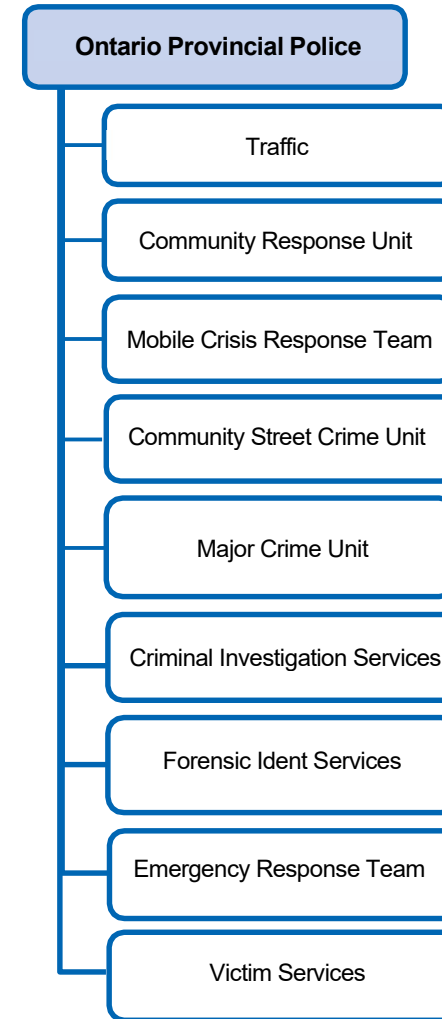 Ontario Provincial Police
Traffic
Community Response Unit
Mobile Crisis Response Team
Community Street Crime Unit
Major Crime Unit
Criminal Investigation Services
Forensic Ident Services
Emergency Response Team
Victim Services